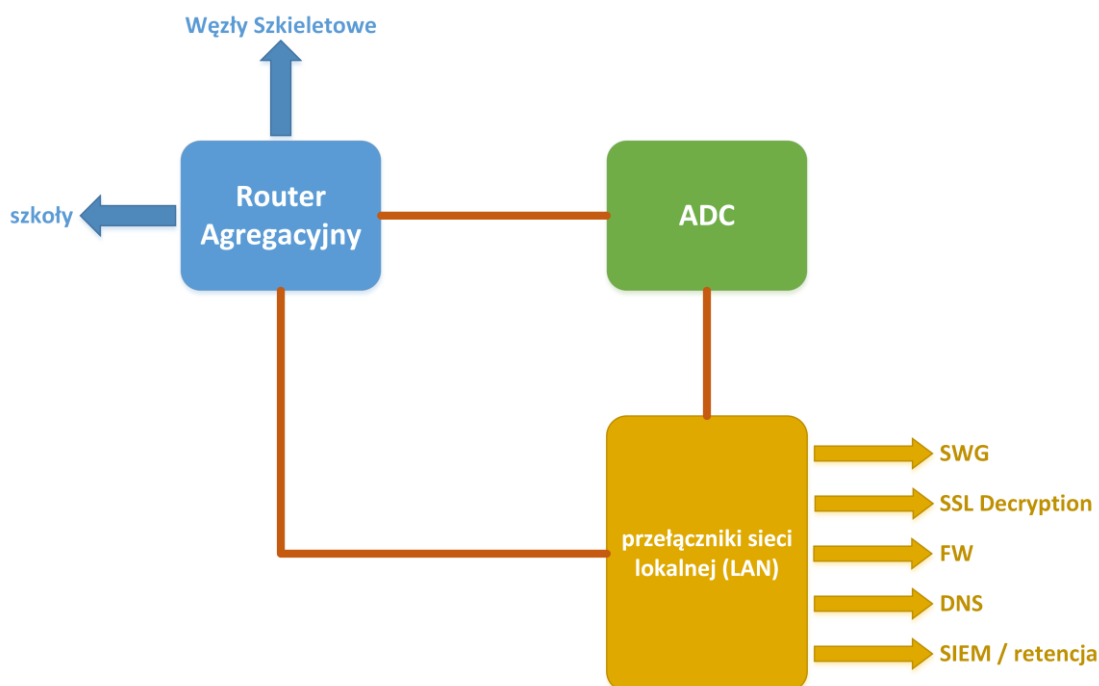 Węzły Szkieletowe
Router
Agregacyjny
ADC
szkoły
SWG
SSL Decryption
przełączniki sieci
lokalnej (LAN)
FW
DNS
SIEM / retencja